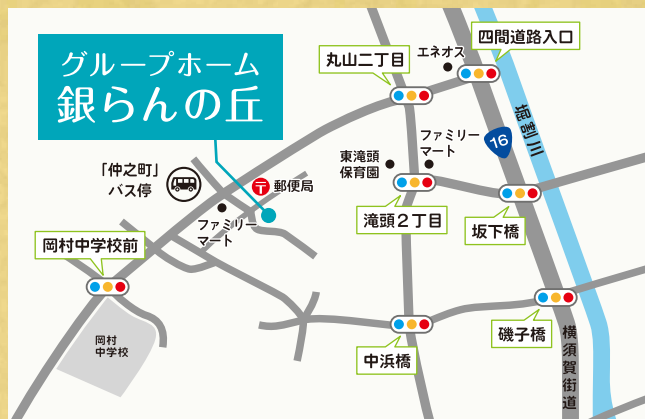 グループホーム
銀らんの丘
丸山二丁目
エネオス
四間道路入口
堀割川
16
ファミリー
マート
東滝頭
保育園
「仲之町」
バス停
〒
郵便局
ファミリー
マート
滝頭2丁目
坂下橋
岡村中学校前
岡村
中学校
中浜橋
磯子橋
横須賀街道